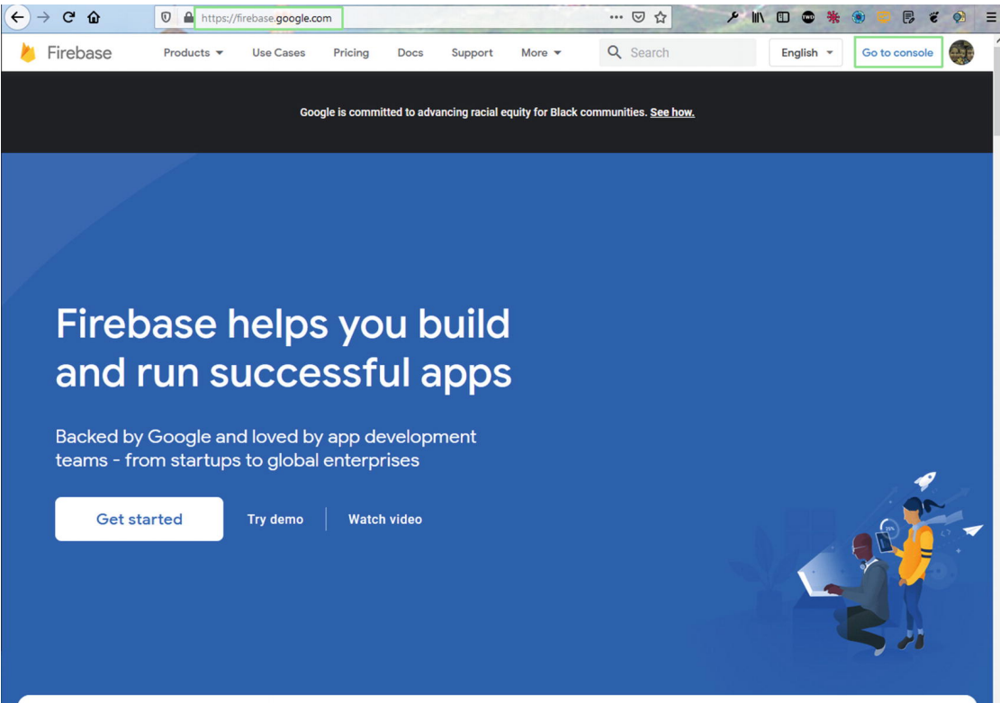 https://firebase.google.com
Firebase
Products
Use Cases
Pricing
Docs
Support
More
Search
English
Go to console
Google is committed to advancing racial equity for Black communities. See how.
Firebase helps you build
and run successful apps
Backed by Google and loved by app development
teams - from startups to global enterprises
Get started
Try demo
Watch video